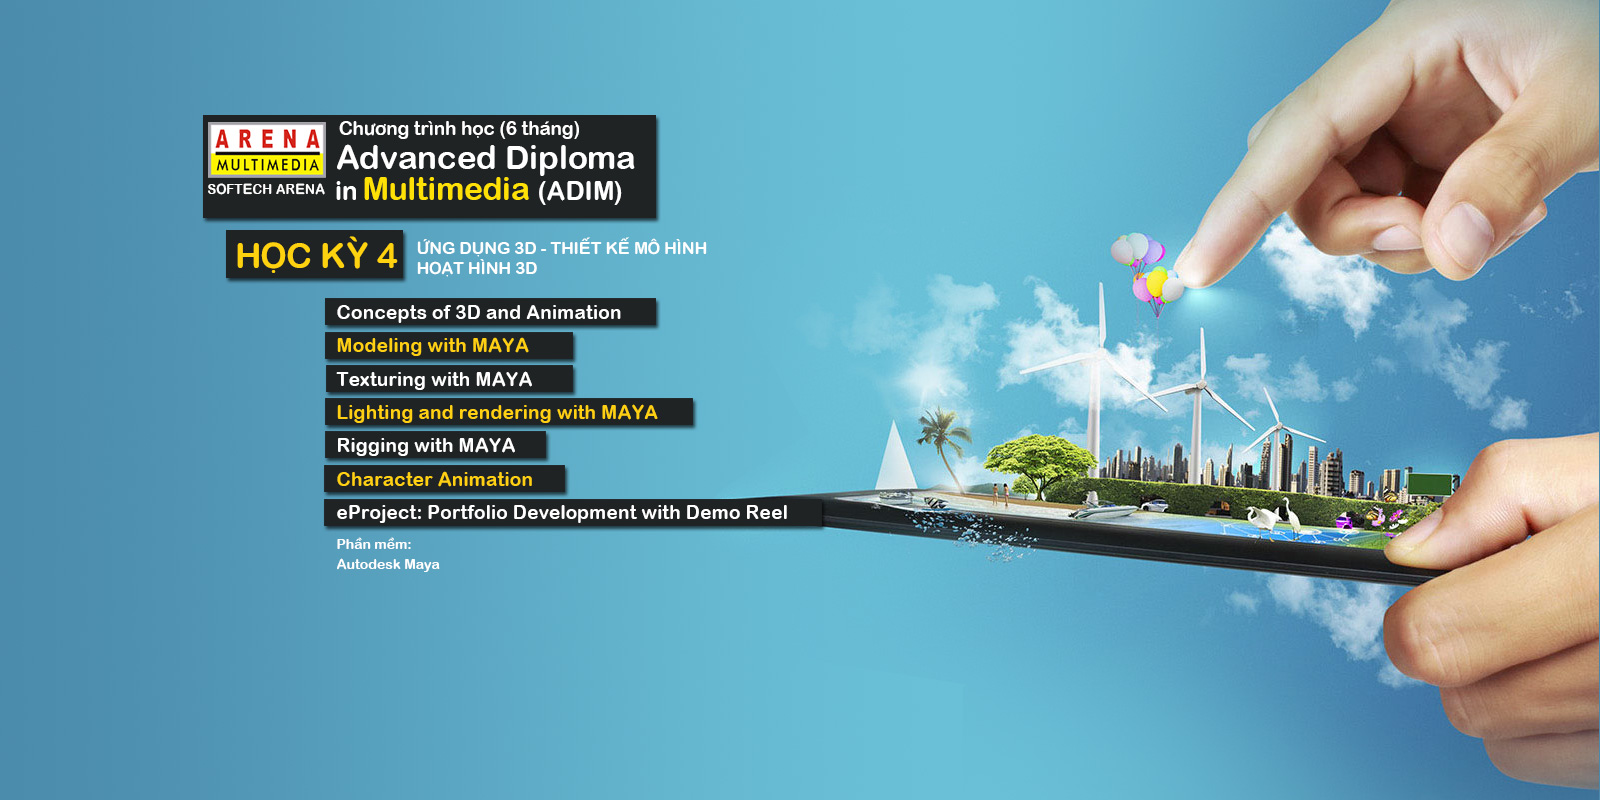 ARENA
MULTIMEDIA
SOFTECH ARENA
Chương trình học (6 tháng)
Advanced Diploma
in Multimedia (ADIM)
HỌC KỲ 4
ỨNG DỤNG 3D - THIẾT KẾ MÔ HÌNH
HOẠT HÌNH 3D
Concepts of 3D and Animation
Modeling with MAYA
Texturing with MAYA
Lighting and rendering with MAYA
Rigging with MAYA
Character Animation
eProject: Portfolio Development with Demo Reel
Phần mềm:
Autodesk Maya